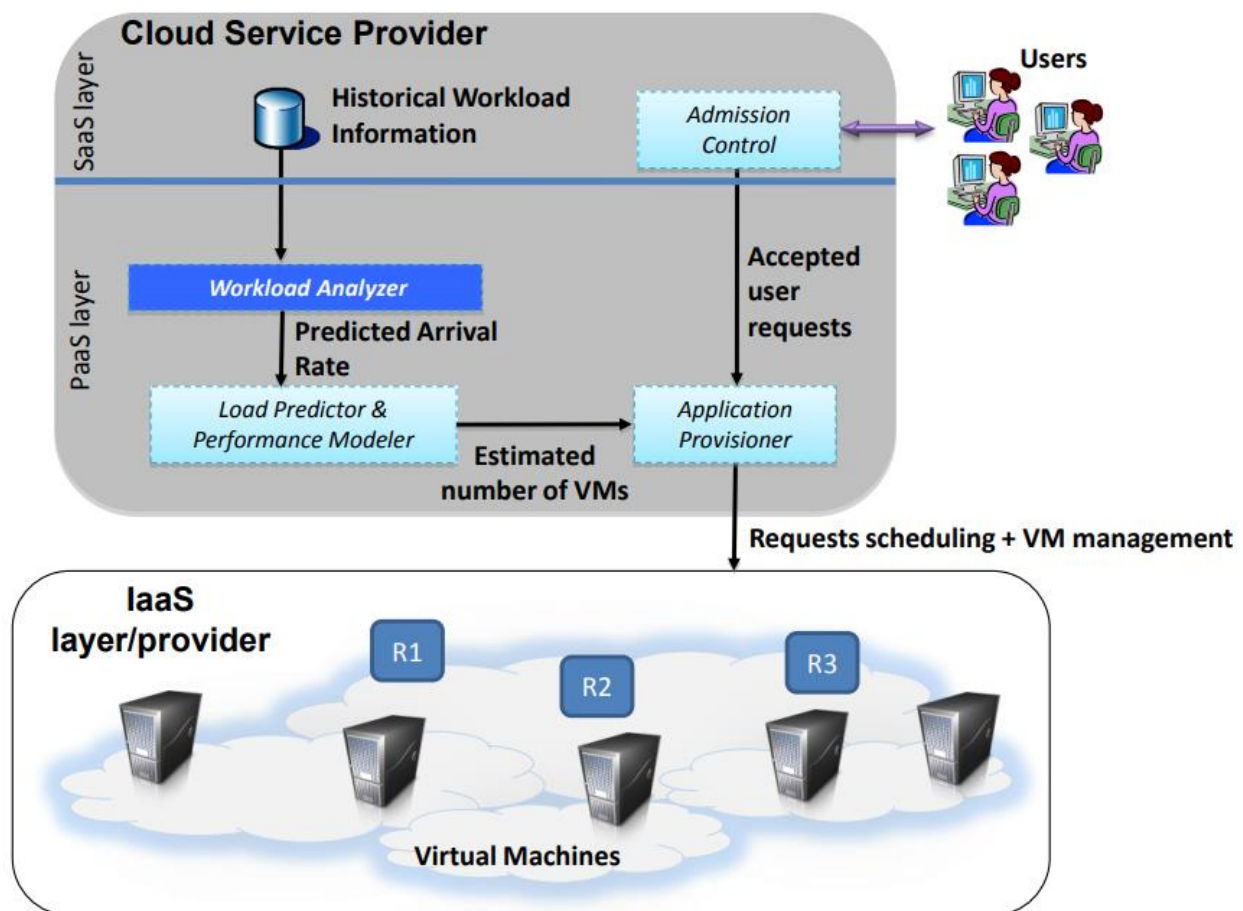 Cloud Service Provider
SaaS layer
Historical Workload
Information
Admission
Control
Users
PaaS layer
Workload Analyzer
Predicted Arrival
Rate
Accepted
user
requests
Load Predictor &
Performance Modeler
Estimated
number of VMs
Application
Provisioner
Requests scheduling + VM management
IaaS
layer/provider
R1
R2
R3
Virtual Machines